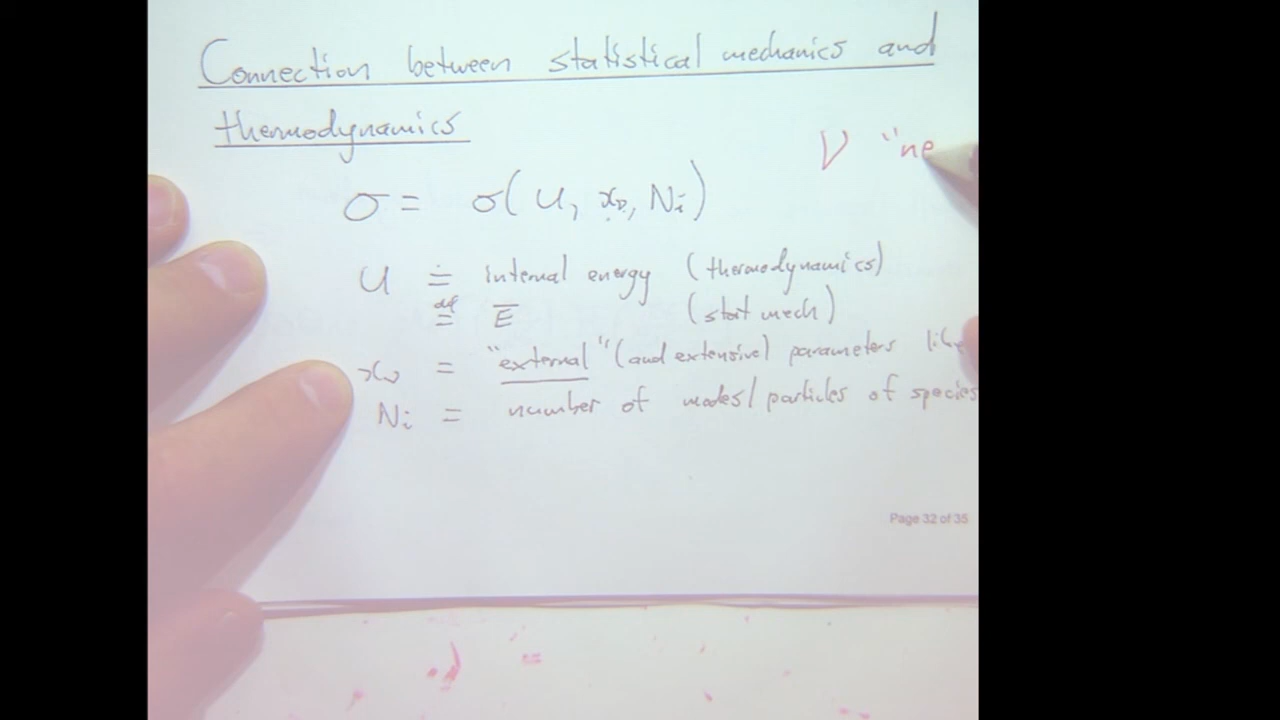 Connection between statistical mechanics and
thermodynamics
V "ne
σ = σ(U, xν, Ni)
U ≐ internal energy (thermodynamics)
def
= E̅ (stat mech)
xν = "external" (and extensive) parameters
Ni = number of modes/particles of species
Page 32 of 35